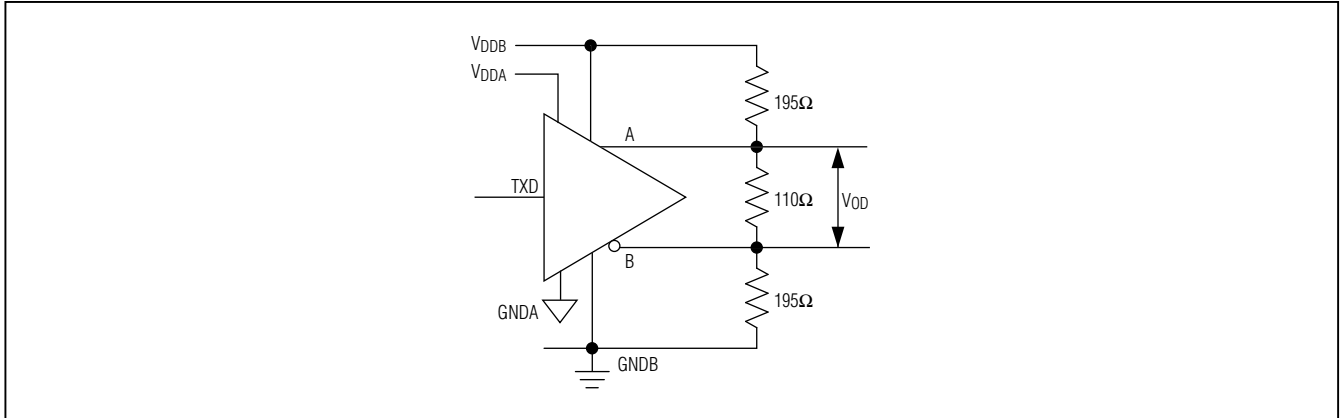 VDDB
VDDA
195Ω
A
TXD
110Ω
VOD
B
195Ω
GNDA
GNDB